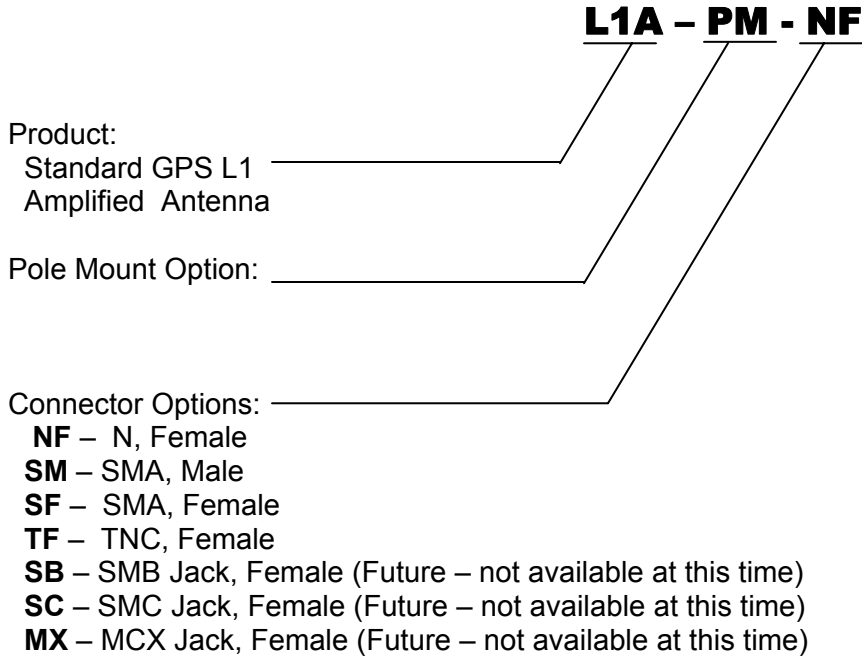 L1A – PM - NF
Product:
Standard GPS L1
Amplified Antenna
Pole Mount Option:
Connector Options:
NF – N, Female
SM – SMA, Male
SF – SMA, Female
TF – TNC, Female
SB – SMB Jack, Female (Future – not available at this time)
SC – SMC Jack, Female (Future – not available at this time)
MX – MCX Jack, Female (Future – not available at this time)